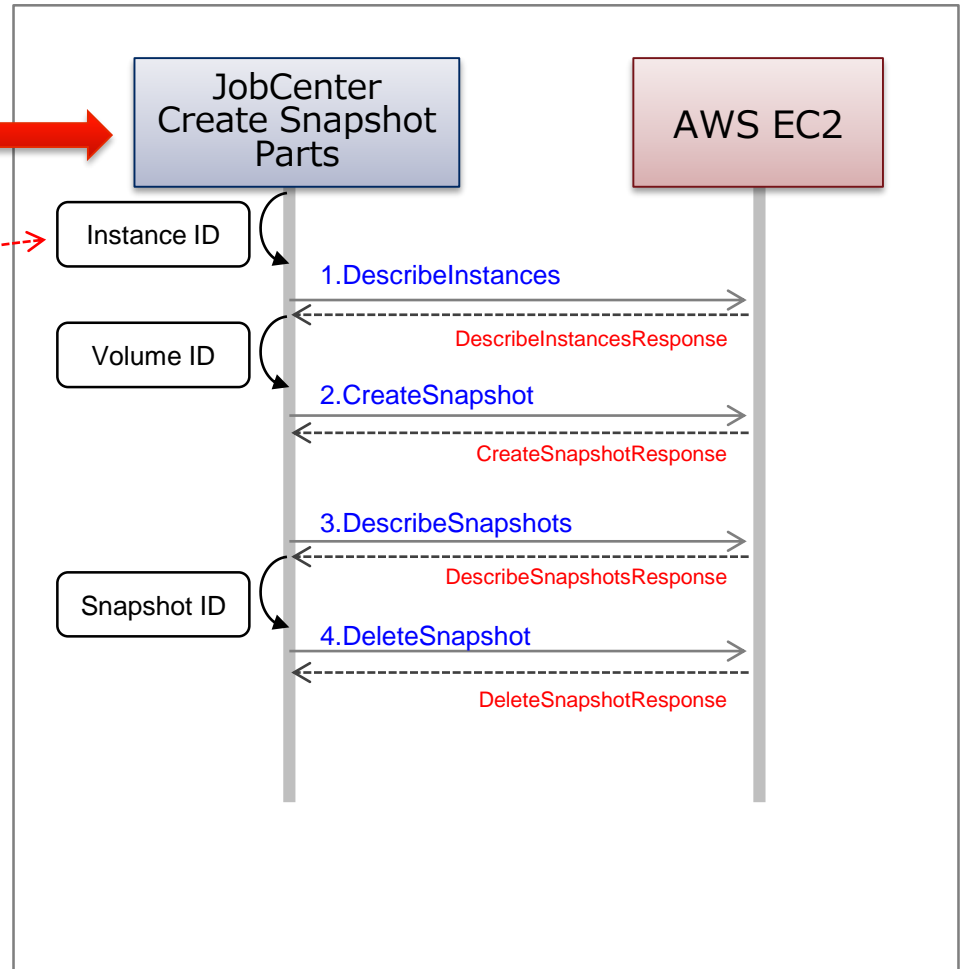 JobCenter
Create Snapshot
Parts
AWS EC2
Instance ID
1.DescribeInstances
DescribeInstancesResponse
Volume ID
2.CreateSnapshot
CreateSnapshotResponse
3.DescribeSnapshots
DescribeSnapshotsResponse
Snapshot ID
4.DeleteSnapshot
DeleteSnapshotResponse